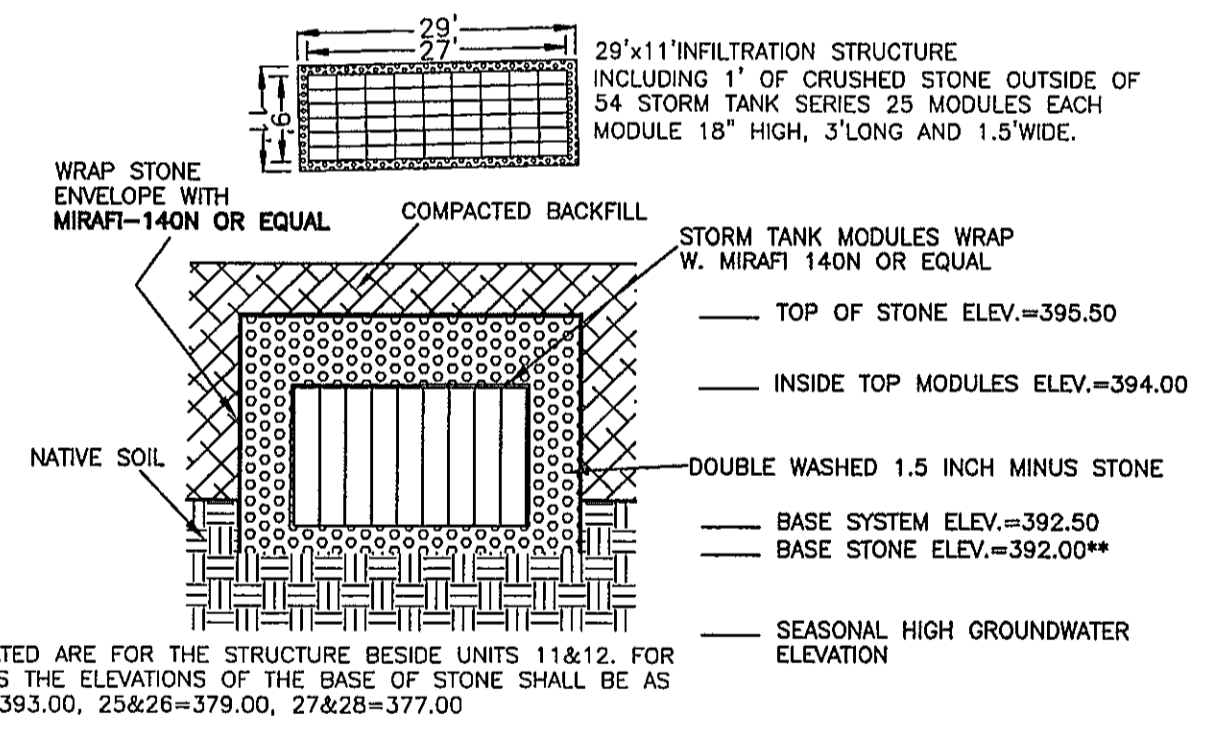 29'
27'
29'x11'INFILTRATION STRUCTURE
INCLUDING 1' OF CRUSHED STONE OUTSIDE OF
54 STORM TANK SERIES 25 MODULES EACH
MODULE 18" HIGH, 3'LONG AND 1.5'WIDE.
WRAP STONE
ENVELOPE WITH
MIRAFI-140N OR EQUAL
COMPACTED BACKFILL
STORM TANK MODULES WRAP
W. MIRAFI 140N OR EQUAL
TOP OF STONE ELEV.=395.50
INSIDE TOP MODULES ELEV.=394.00
NATIVE SOIL
DOUBLE WASHED 1.5 INCH MINUS STONE
BASE SYSTEM ELEV.=392.50
BASE STONE ELEV.=392.00**
SEASONAL HIGH GROUNDWATER
ELEVATION
ARE FOR THE STRUCTURE BESIDE UNITS 11&12. FOR
THE ELEVATIONS OF THE BASE OF STONE SHALL BE AS
393.00, 25&26=379.00, 27&28=377.00